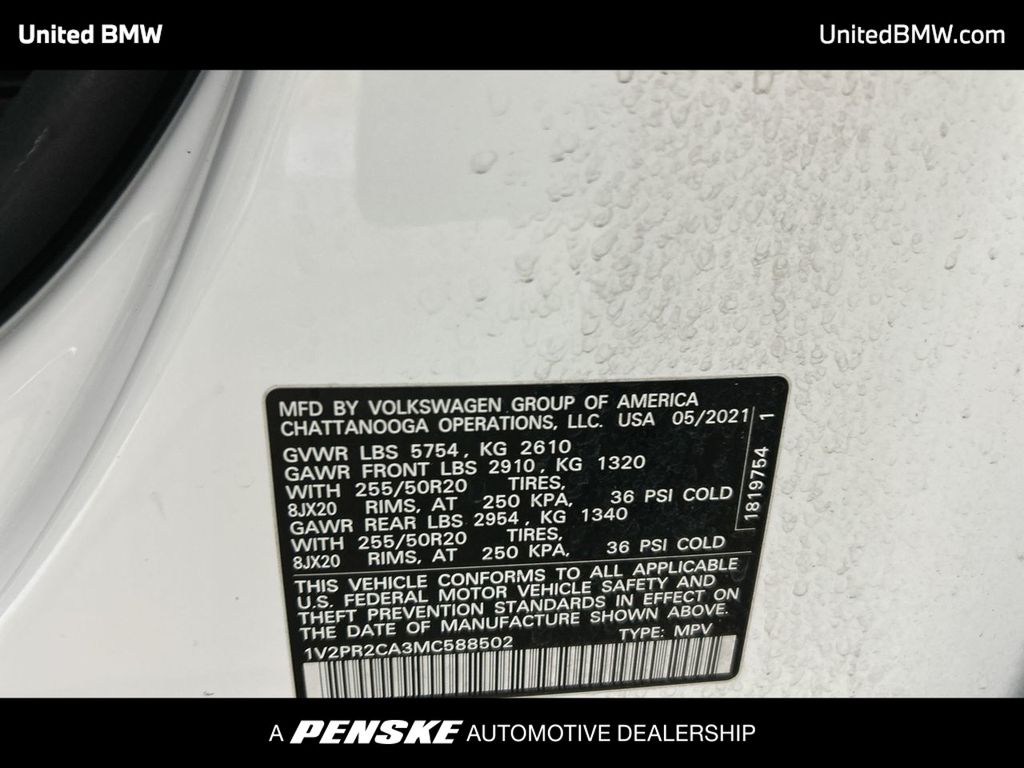 United BMW
UnitedBMW.com
MFD BY VOLKSWAGEN GROUP OF AMERICA
CHATTANOOGA OPERATIONS, LLC. USA 05/2021
GVWR LBS 5754, KG 2610
GAWR FRONT LBS 2910, KG 1320
WITH 255/50R20 TIRES,
8JX20 RIMS, AT 250 KPA, 36 PSI COLD
GAWR REAR LBS 2954, KG 1340
WITH 255/50R20 TIRES,
8JX20 RIMS, AT 250 KPA, 36 PSI COLD
1819754 1
THIS VEHICLE CONFORMS TO ALL APPLICABLE
U.S. FEDERAL MOTOR VEHICLE SAFETY AND
THEFT PREVENTION STANDARDS IN EFFECT ON
THE DATE OF MANUFACTURE SHOWN ABOVE.
1V2PR2CA3MC588502 TYPE: MPV
A PENSKE AUTOMOTIVE DEALERSHIP